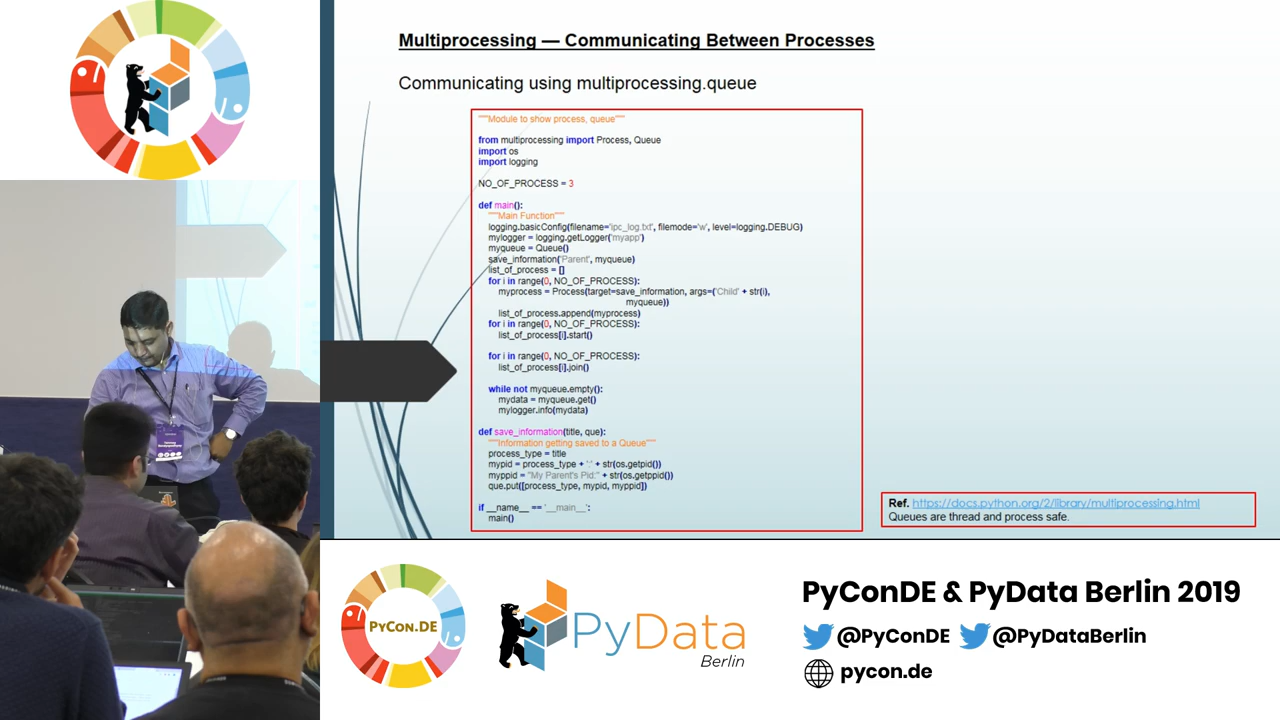 Multiprocessing — Communicating Between Processes
Communicating using multiprocessing.queue
"""Module to show process, queue"""
from multiprocessing import Process, Queue
import os
import logging
NO_OF_PROCESS = 3
def main():
"""Main Function"""
logging.basicConfig(filename='ipc_log.txt', filemode='w', level=logging.DEBUG)
mylogger = logging.getLogger('myapp')
myqueue = Queue()
save_information('Parent', myqueue)
list_of_process = []
for i in range(0, NO_OF_PROCESS):
myprocess = Process(target=save_information, args=('Child' + str(i),
myqueue))
list_of_process.append(myprocess)
for i in range(0, NO_OF_PROCESS):
list_of_process[i].start()
for i in range(0, NO_OF_PROCESS):
list_of_process[i].join()
while not myqueue.empty():
mydata = myqueue.get()
mylogger.info(mydata)
def save_information(title, que):
"""Information getting saved to a Queue"""
process_type = title
mypid = process_type + ":" + str(os.getpid())
myppid = "My Parent's Pid:" + str(os.getppid())
que.put([process_type, mypid, myppid])
if __name__ == '__main__':
main()
Ref. https://docs.python.org/2/library/multiprocessing.html
Queues are thread and process safe.
PYCON.DE
PyData
Berlin
PyConDE & PyData Berlin 2019
@PyConDE @PyDataBerlin
pycon.de